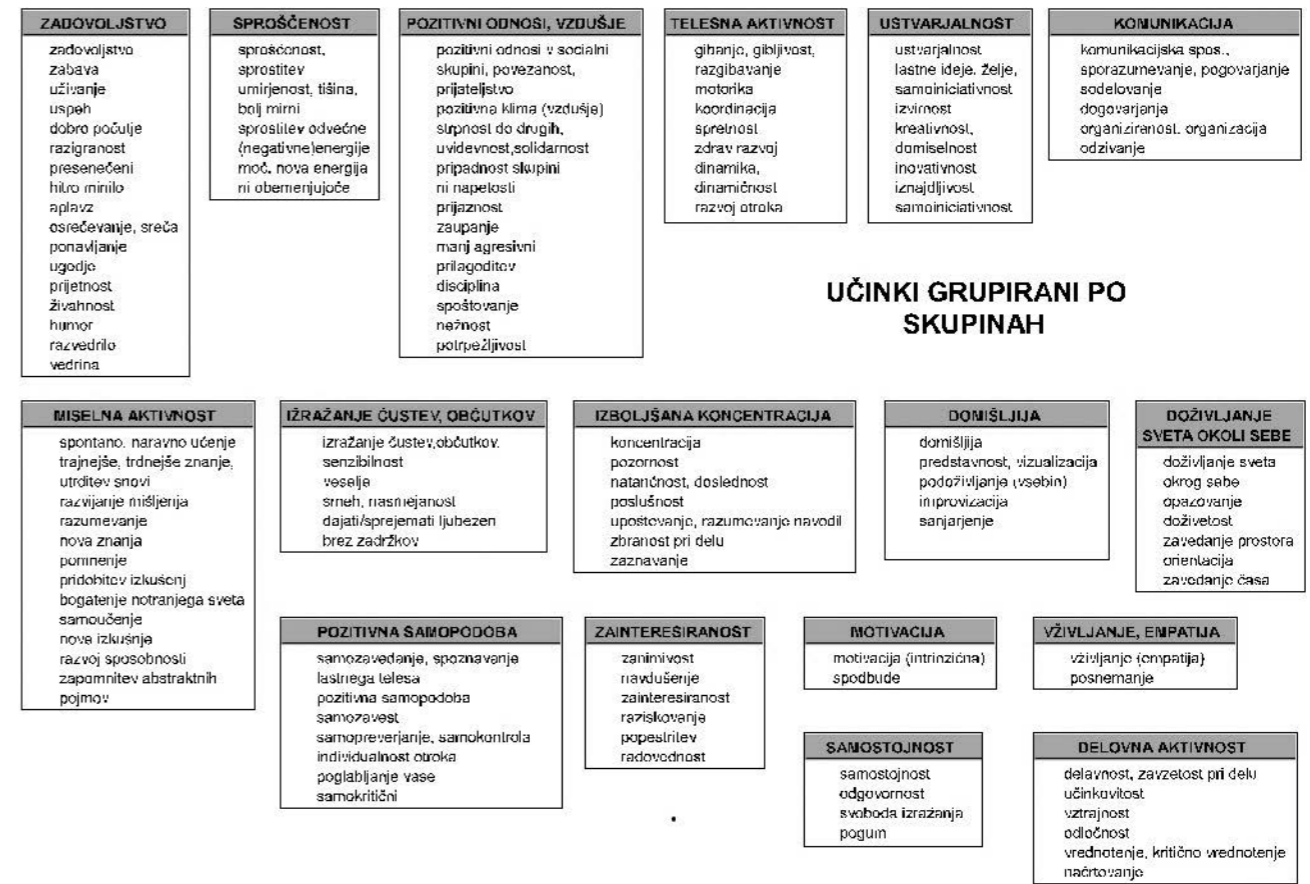 ZADOVOLJSTVO
zadovoljstvo
zabava
uživanje
uspeh
dobro počutje
razigranost
presenečeni
hitro minilo
aplavz
osrečevanje, sreča
ponavljanje
ugodje
prijetnost
živahnost
humor
razvedrilo
vedrina
SPROŠČENOST
sproščenost,
sprostitev
umirjenost, tišina,
bolj mirni
sprostitev odvečne
(negativne)energije
moč, nova energija
ni obemenjujoče
POZITIVNI ODNOSI, VZDUŠJE
pozitivni odnosi v socialni
skupini, povezanost,
prijateljstvo
pozitivna klima (vzdušje)
strpnost do drugih,
uvidevnost,solidarnost
pripadnost skupini
ni napetosti
prijaznost
zaupanje
manj agresivni
prilagoditev
disciplina
spoštovanje
nežnost
potrpežljivost
TELESNA AKTIVNOST
gibanje, gibljivost,
razgibavanje
motorika
koordinacija
spretnost
zdrav razvoj
dinamika,
dinamičnost
razvoj otroka
USTVARJALNOST
ustvarjalnost
lastne ideje, želje,
samoiniciativnost
izvirnost
kreativnost,
domiselnost
inovativnost
iznajdljivost
samoiniciativnost
KOMUNIKACIJA
komunikacijska spos.,
sporazumevanje, pogovarjanje
sodelovanje
dogovarjanje
organiziranost, organizacija
odzivanje
UČINKI GRUPIRANI PO
SKUPINAH
MISELNA AKTIVNOST
spontano, naravno učenje
trajnejše, trdnejše znanje,
utrditev snovi
razvijanje mišljenja
razumevanje
nova znanja
pomnenje
pridobitev izkušenj
bogatenje notranjega sveta
samoučenje
nove izkušnje
razvoj sposobnosti
zapomnitev abstraktnih
pojmov
IŽRAŽANJE ČUSTEV, OBČUTKOV
izražanje čustev,občutkov,
senzibilnost
veselje
smeh, nasmejanost
dajati/sprejemati ljubezen
brez zadržkov
IZBOLJŠANA KONCENTRACIJA
koncentracija
pozornost
natančnost, doslednost
poslušnost
upoštevanje, razumevanje navodil
zbranost pri delu
zaznavanje
DOMIŠLJIJA
domišljija
predstavnost, vizualizacija
podoživljanje (vsebin)
improvizacija
sanjarjenje
DOŽIVLJANJE
SVETA OKOLI SEBE
doživljanje sveta
okrog sebe
opazovanje
doživetost
zavedanje prostora
orientacija
zavedanje časa
POZITIVNA SAMOPODOBA
samozavedanje, spoznavanje
lastnega telesa
pozitivna samopodoba
samozavest
samopreverjanje, samokontrola
individualnost otroka
poglabljanje vase
samokritični
ZAINTERESIRANOST
zanimivost
navdušenje
zainteresiranost
raziskovanje
popestritev
radovednost
MOTIVACIJA
motivacija (intrinzična)
spodbude
VŽIVLJANJE, EMPATIJA
vživljanje (empatija)
posnemanje
SAMOSTOJNOST
samostojnost
odgovornost
svoboda izražanja
pogum
DELOVNA AKTIVNOST
delavnost, zavzetost pri delu
učinkovitost
vztrajnost
odločnost
vrednotenje, kritično vrednotenje
načrtovanje